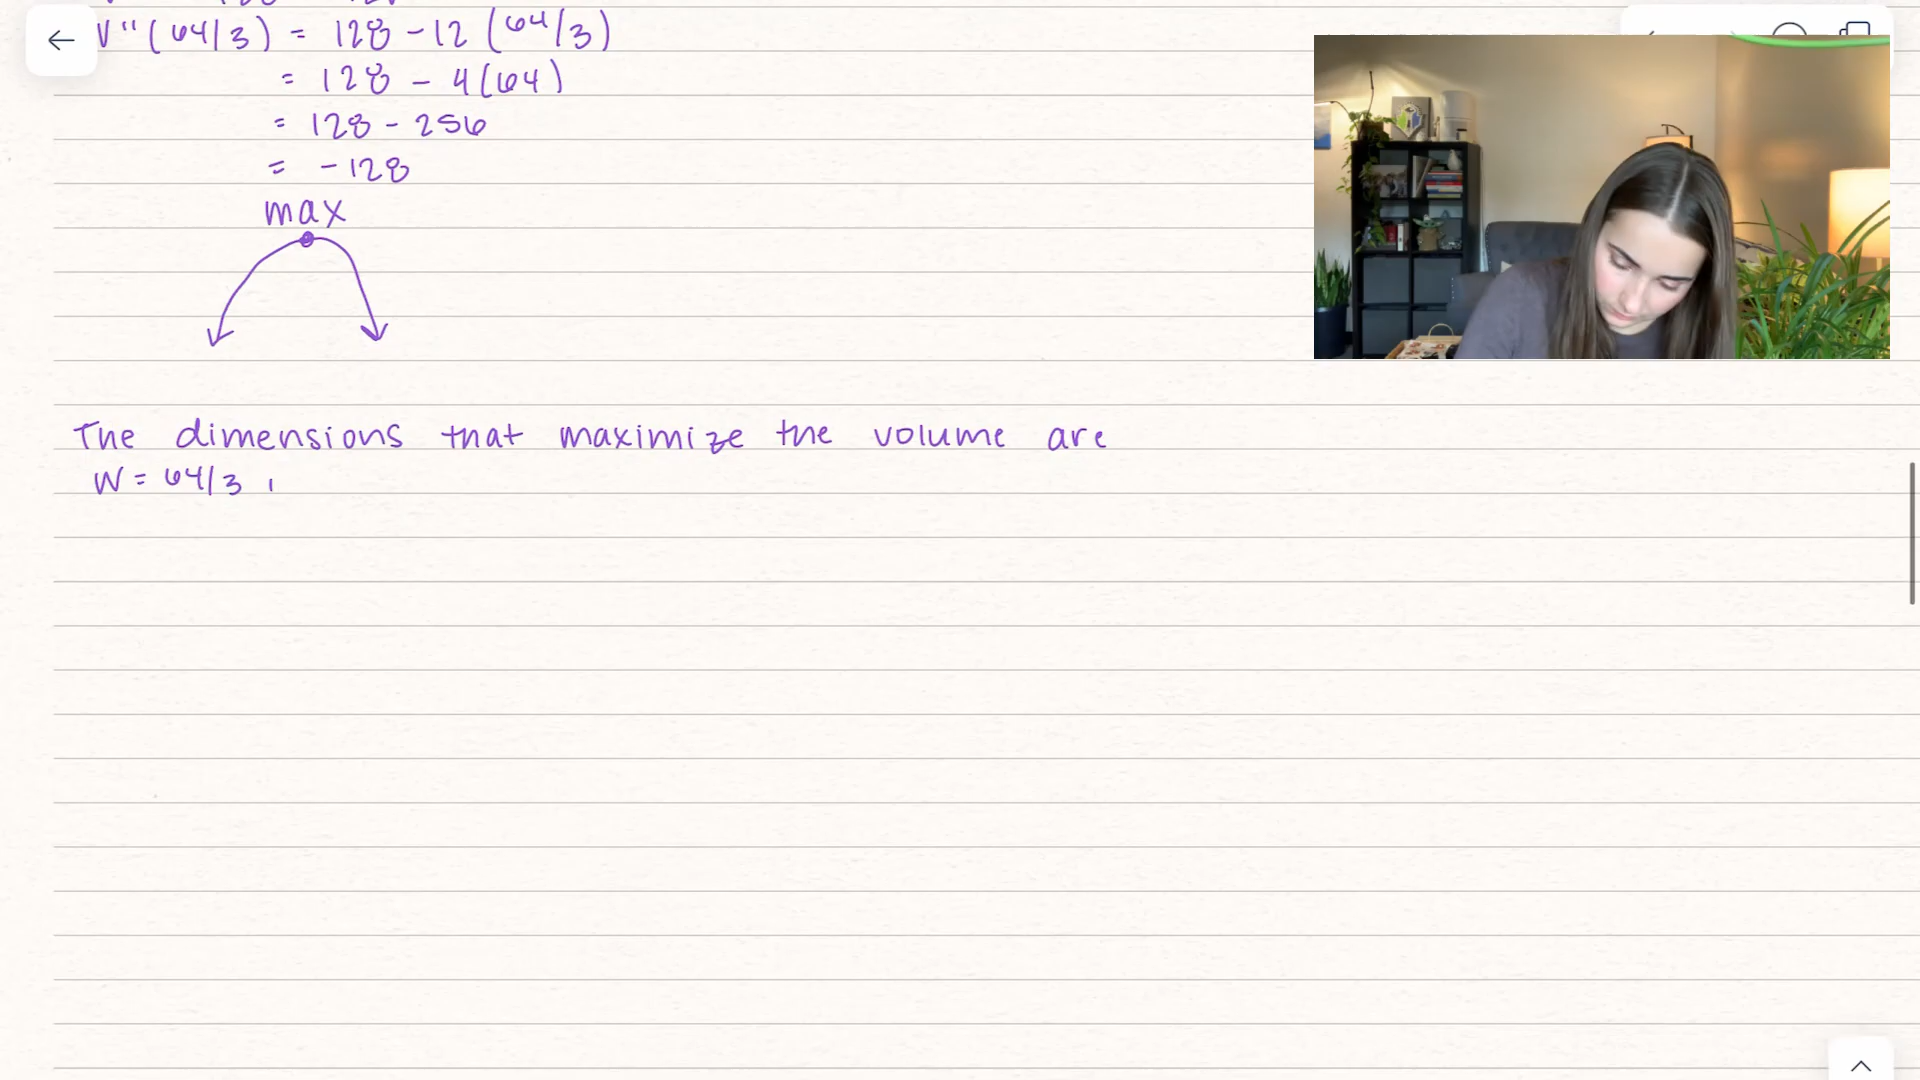 V"(64/3) = 128 - 12 (64/3)
= 128 - 4(64)
= 128 - 256
= -128
max
The dimensions that maximize the volume are
W = 64/3